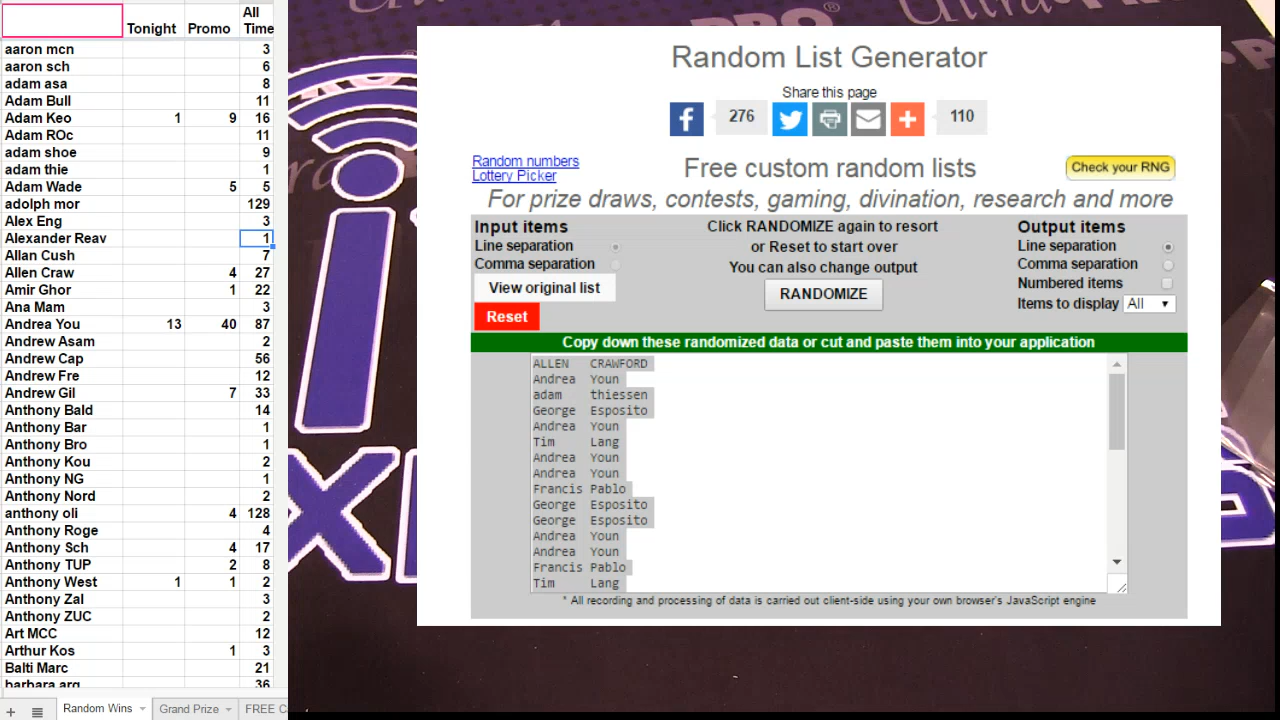 Tonight Promo All Time
aaron mcn 3
aaron sch 6
adam asa 8
Adam Bull 11
Adam Keo 1 9 16
Adam ROc 11
adam shoe 9
adam thie 1
Adam Wade 5 5
adolph mor 129
Alex Eng 3
Alexander Reav 1
Allan Cush 7
Allen Craw 4 27
Amir Ghor 1 22
Ana Mam 3
Andrea You 13 40 87
Andrew Asam 2
Andrew Cap 56
Andrew Fre 12
Andrew Gil 7 33
Anthony Bald 14
Anthony Bar 1
Anthony Bro 1
Anthony Kou 2
Anthony NG 1
Anthony Nord 2
anthony oli 4 128
Anthony Roge 4
Anthony Sch 4 17
Anthony TUP 2 8
Anthony West 1 1 2
Anthony Zal 3
Anthony ZUC 2
Art MCC 12
Arthur Kos 1 3
Balti Marc 21
barbara arg 36
Random Wins Grand Prize FREE C
Random List Generator
Share this page
276 110
Random numbers
Lottery Picker
Free custom random lists
Check your RNG
For prize draws, contests, gaming, divination, research and more
Input items
Line separation
Comma separation
View original list
Reset
Click RANDOMIZE again to resort
or Reset to start over
You can also change output
RANDOMIZE
Output items
Line separation
Comma separation
Numbered items
Items to display All
Copy down these randomized data or cut and paste them into your application
ALLEN CRAWFORD
Andrea Youn
adam thiessen
George Esposito
Andrea Youn
Tim Lang
Andrea Youn
Andrea Youn
Francis Pablo
George Esposito
George Esposito
Andrea Youn
Andrea Youn
Francis Pablo
Tim Lang
* All recording and processing of data is carried out client-side using your own browser's JavaScript engine